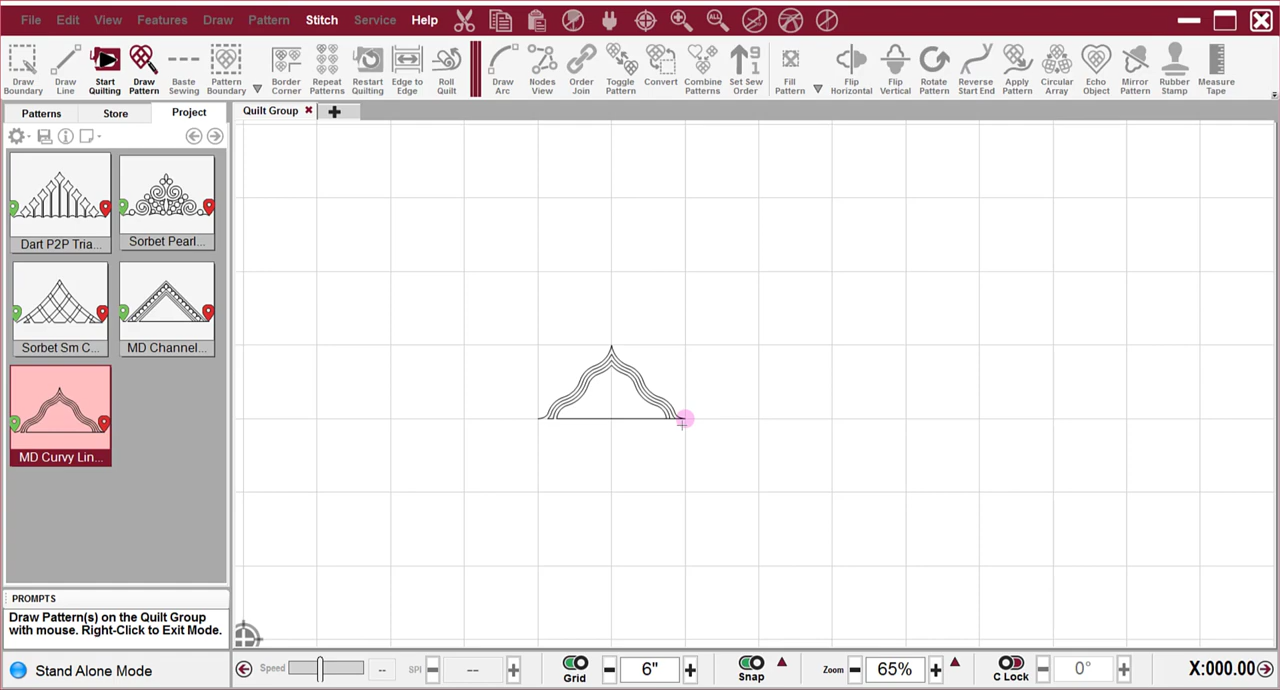 File Edit View Features Draw Pattern Stitch Service Help
ALL
Draw Boundary
Draw Line
Start Quilting
Draw Pattern
Baste Sewing
Pattern Boundary
Border Corner
Repeat Patterns
Restart Quilting
Edge to Edge
Roll Quilt
Draw Arc
Nodes View
Order Join
Toggle Pattern
Convert
Combine Patterns
Set Sew Order
Fill Pattern
Flip Horizontal
Flip Vertical
Rotate Pattern
Reverse Start End
Apply Pattern
Circular Array
Echo Object
Mirror Pattern
Rubber Stamp
Measure Tape
Patterns Store Project
Quilt Group
Dart P2P Tria...
Sorbet Pearl...
Sorbet Sm C...
MD Channel...
MD Curvy Lin...
PROMPTS
Draw Pattern(s) on the Quilt Group
with mouse. Right-Click to Exit Mode.
Stand Alone Mode
Speed -- SPI -- Grid 6" Snap Zoom 65% C Lock 0° X:000.00